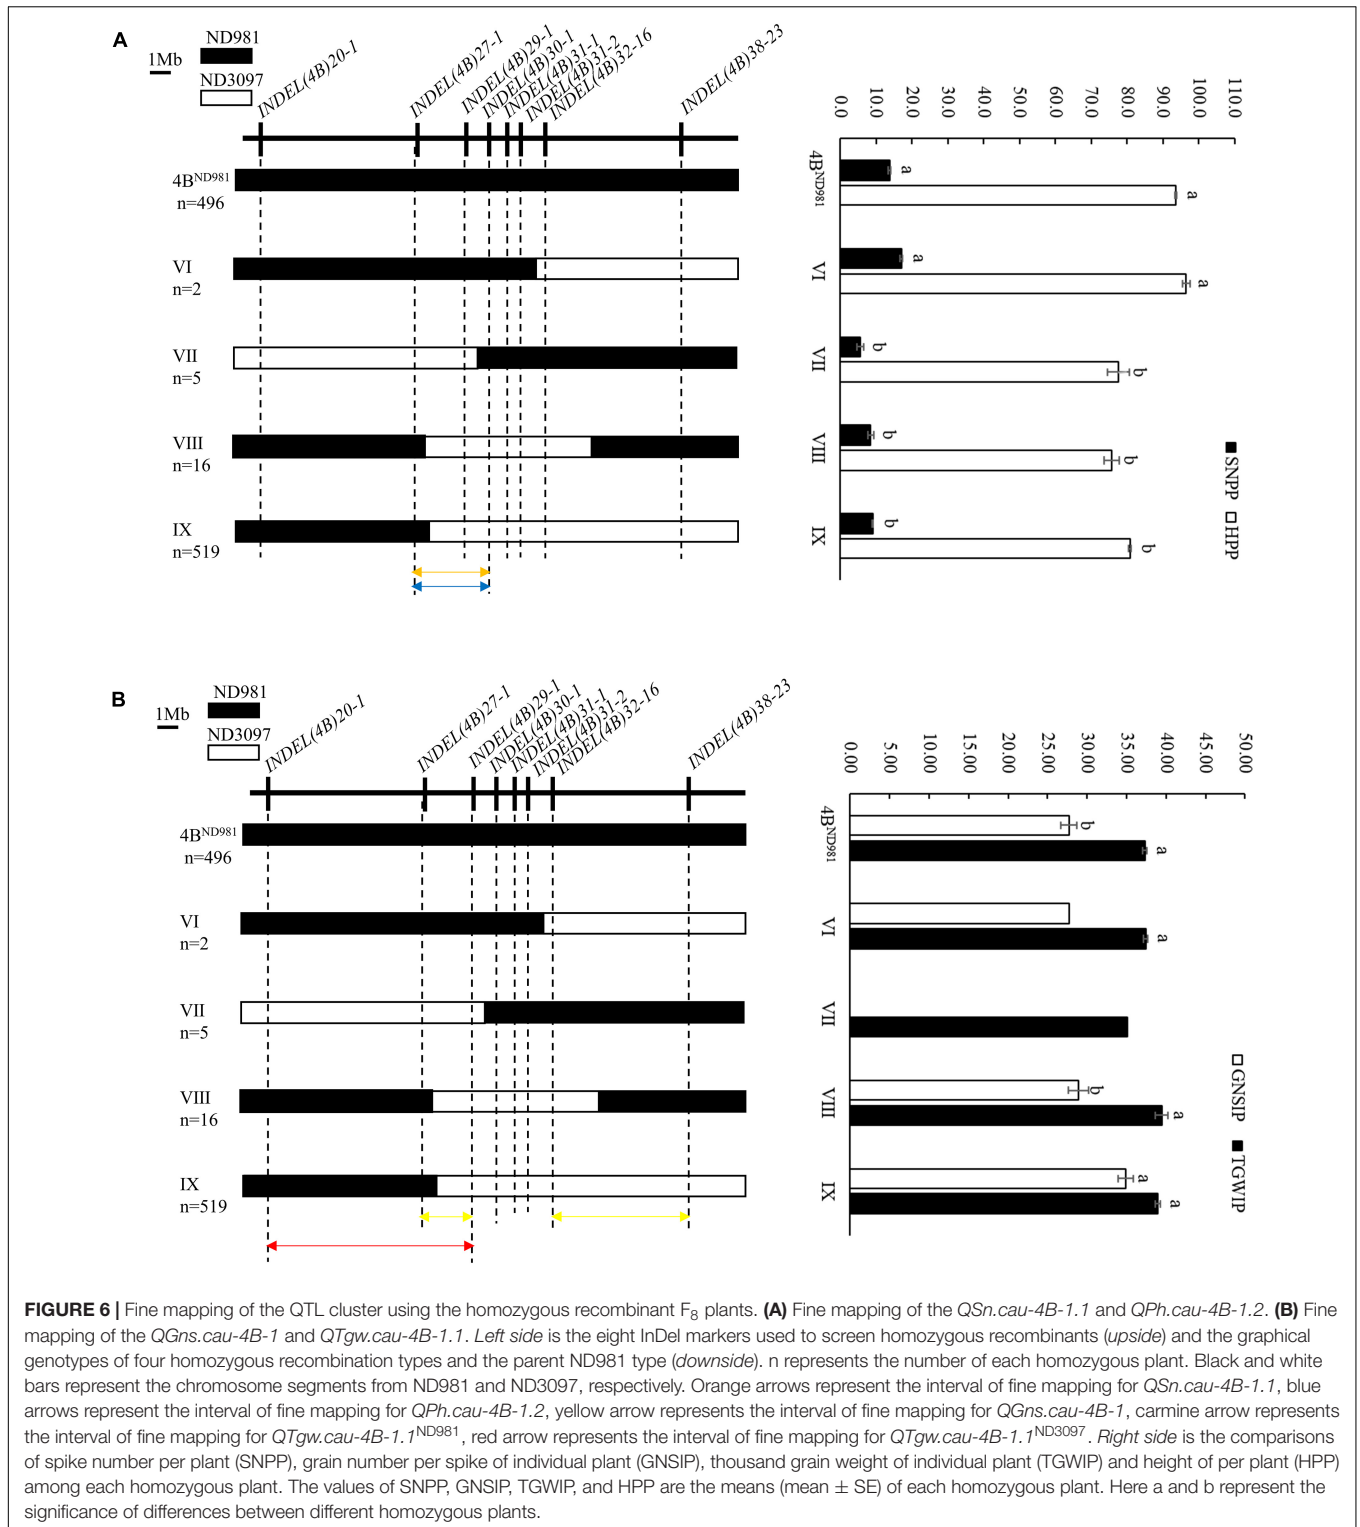 A
1Mb
ND981
ND3097
INDEL(4B)20-1
INDEL(4B)27-1
INDEL(4B)29-1
INDEL(4B)30-1
INDEL(4B)31-1
INDEL(4B)31-2
INDEL(4B)32-16
INDEL(4B)38-23
4B^ND981
n=496
VI
n=2
VII
n=5
VIII
n=16
IX
n=519
0.0
10.0
20.0
30.0
40.0
50.0
60.0
70.0
80.0
90.0
100.0
110.0
4B^ND981
a
a
VI
a
a
VII
b
b
VIII
b
b
IX
b
b
SNPP
HPP
B
1Mb
ND981
ND3097
INDEL(4B)20-1
INDEL(4B)27-1
INDEL(4B)29-1
INDEL(4B)30-1
INDEL(4B)31-1
INDEL(4B)31-2
INDEL(4B)32-16
INDEL(4B)38-23
4B^ND981
n=496
VI
n=2
VII
n=5
VIII
n=16
IX
n=519
0.00
5.00
10.00
15.00
20.00
25.00
30.00
35.00
40.00
45.00
50.00
4B^ND981
b
a
VI
a
VII
VIII
b
a
IX
a
a
GNSIP
TGWIP
FIGURE 6 | Fine mapping of the QTL cluster using the homozygous recombinant F8 plants. (A) Fine mapping of the QSn.cau-4B-1.1 and QPh.cau-4B-1.2. (B) Fine
mapping of the QGns.cau-4B-1 and QTgw.cau-4B-1.1. Left side is the eight InDel markers used to screen homozygous recombinants (upside) and the graphical
genotypes of four homozygous recombination types and the parent ND981 type (downside). n represents the number of each homozygous plant. Black and white
bars represent the chromosome segments from ND981 and ND3097, respectively. Orange arrows represent the interval of fine mapping for QSn.cau-4B-1.1, blue
arrows represent the interval of fine mapping for QPh.cau-4B-1.2, yellow arrow represents the interval of fine mapping for QGns.cau-4B-1, carmine arrow represents
the interval of fine mapping for QTgw.cau-4B-1.1^ND981, red arrow represents the interval of fine mapping for QTgw.cau-4B-1.1^ND3097. Right side is the comparisons
of spike number per plant (SNPP), grain number per spike of individual plant (GNSIP), thousand grain weight of individual plant (TGWIP) and height of per plant (HPP)
among each homozygous plant. The values of SNPP, GNSIP, TGWIP, and HPP are the means (mean ± SE) of each homozygous plant. Here a and b represent the
significance of differences between different homozygous plants.